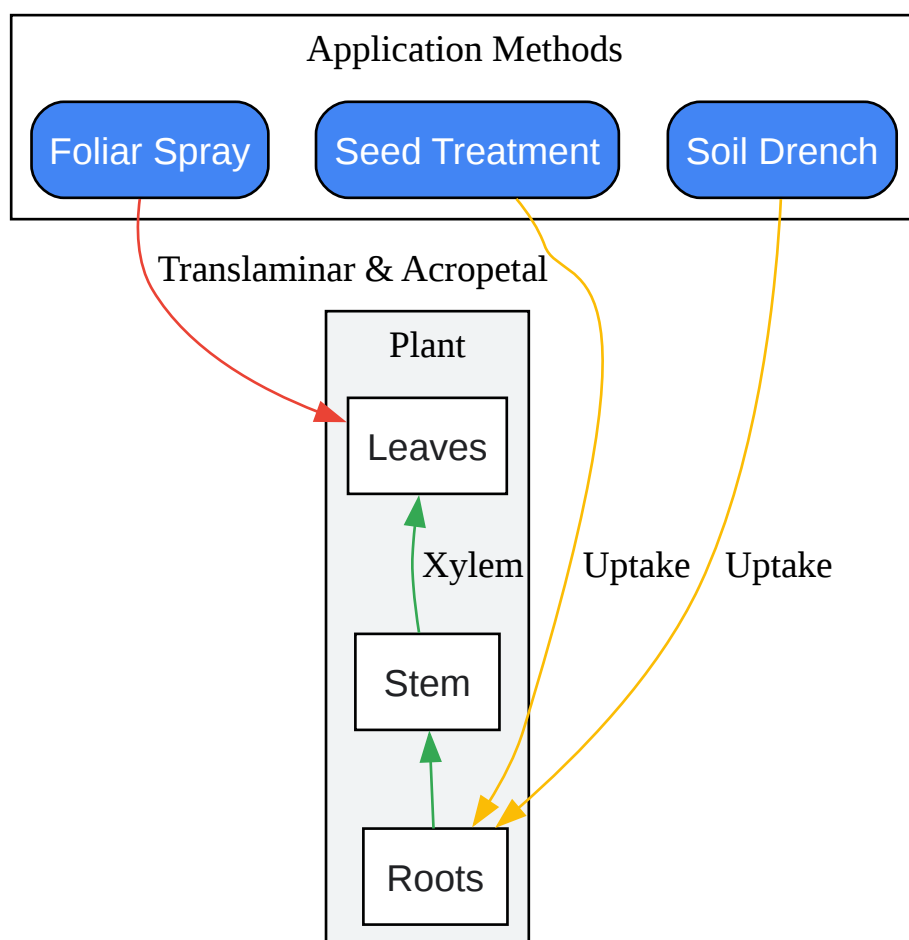 Application Methods
Foliar Spray
Seed Treatment
Soil Drench
Translaminar & Acropetal
Plant
Leaves
Xylem
Uptake
Uptake
Stem
Roots